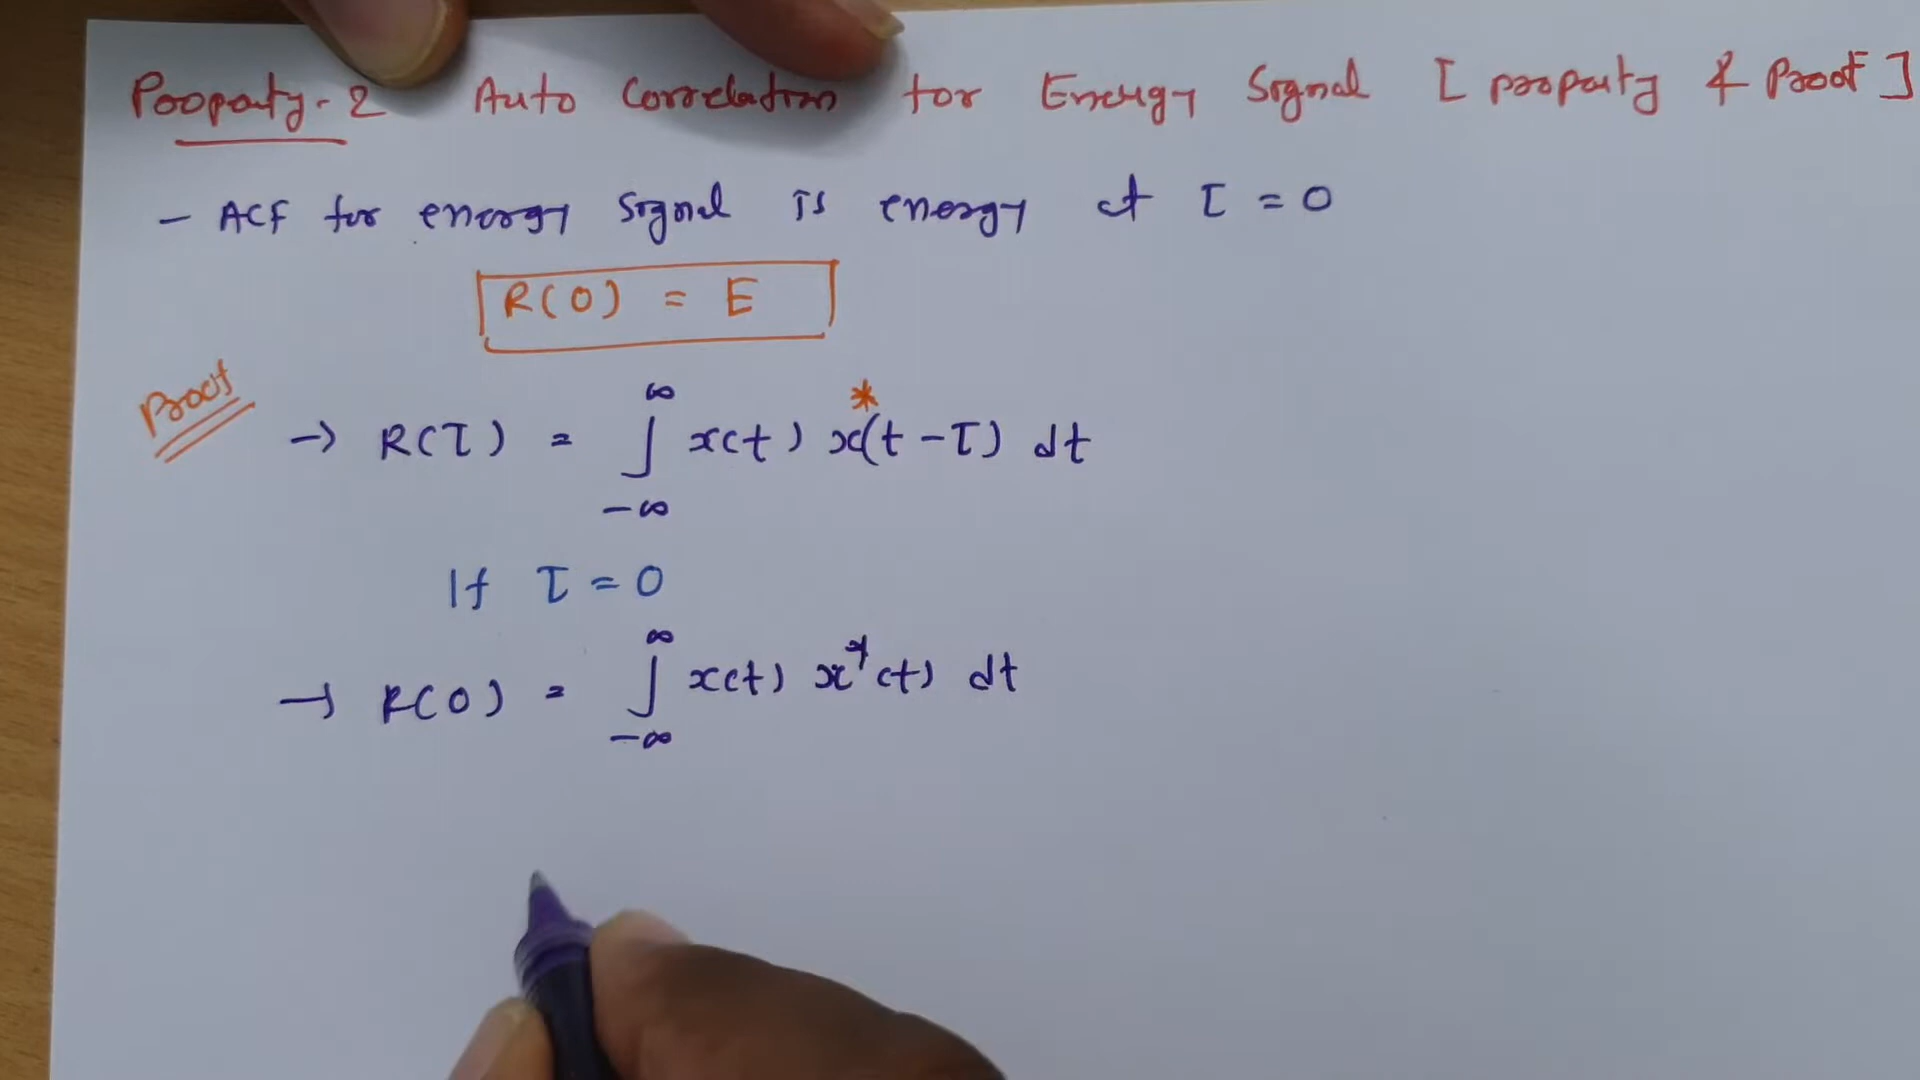 Property-2 Auto Correlation for Energy Signal [ property & Proof ]
- ACF for energy signal is energy at τ = 0
R(0) = E
Proof
→ R(τ) = ∫_{-∞}^{∞} x(t) x*(t-τ) dt
If τ = 0
→ R(0) = ∫_{-∞}^{∞} x(t) x*(t) dt